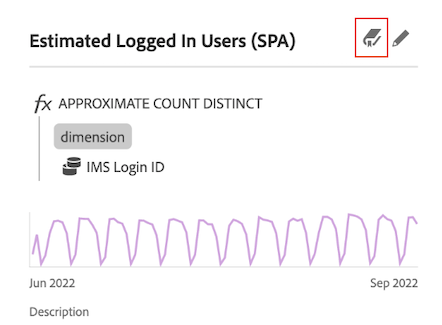 Estimated Logged In Users (SPA)
fx APPROXIMATE COUNT DISTINCT
dimension
IMS Login ID
Jun 2022 Sep 2022
Description